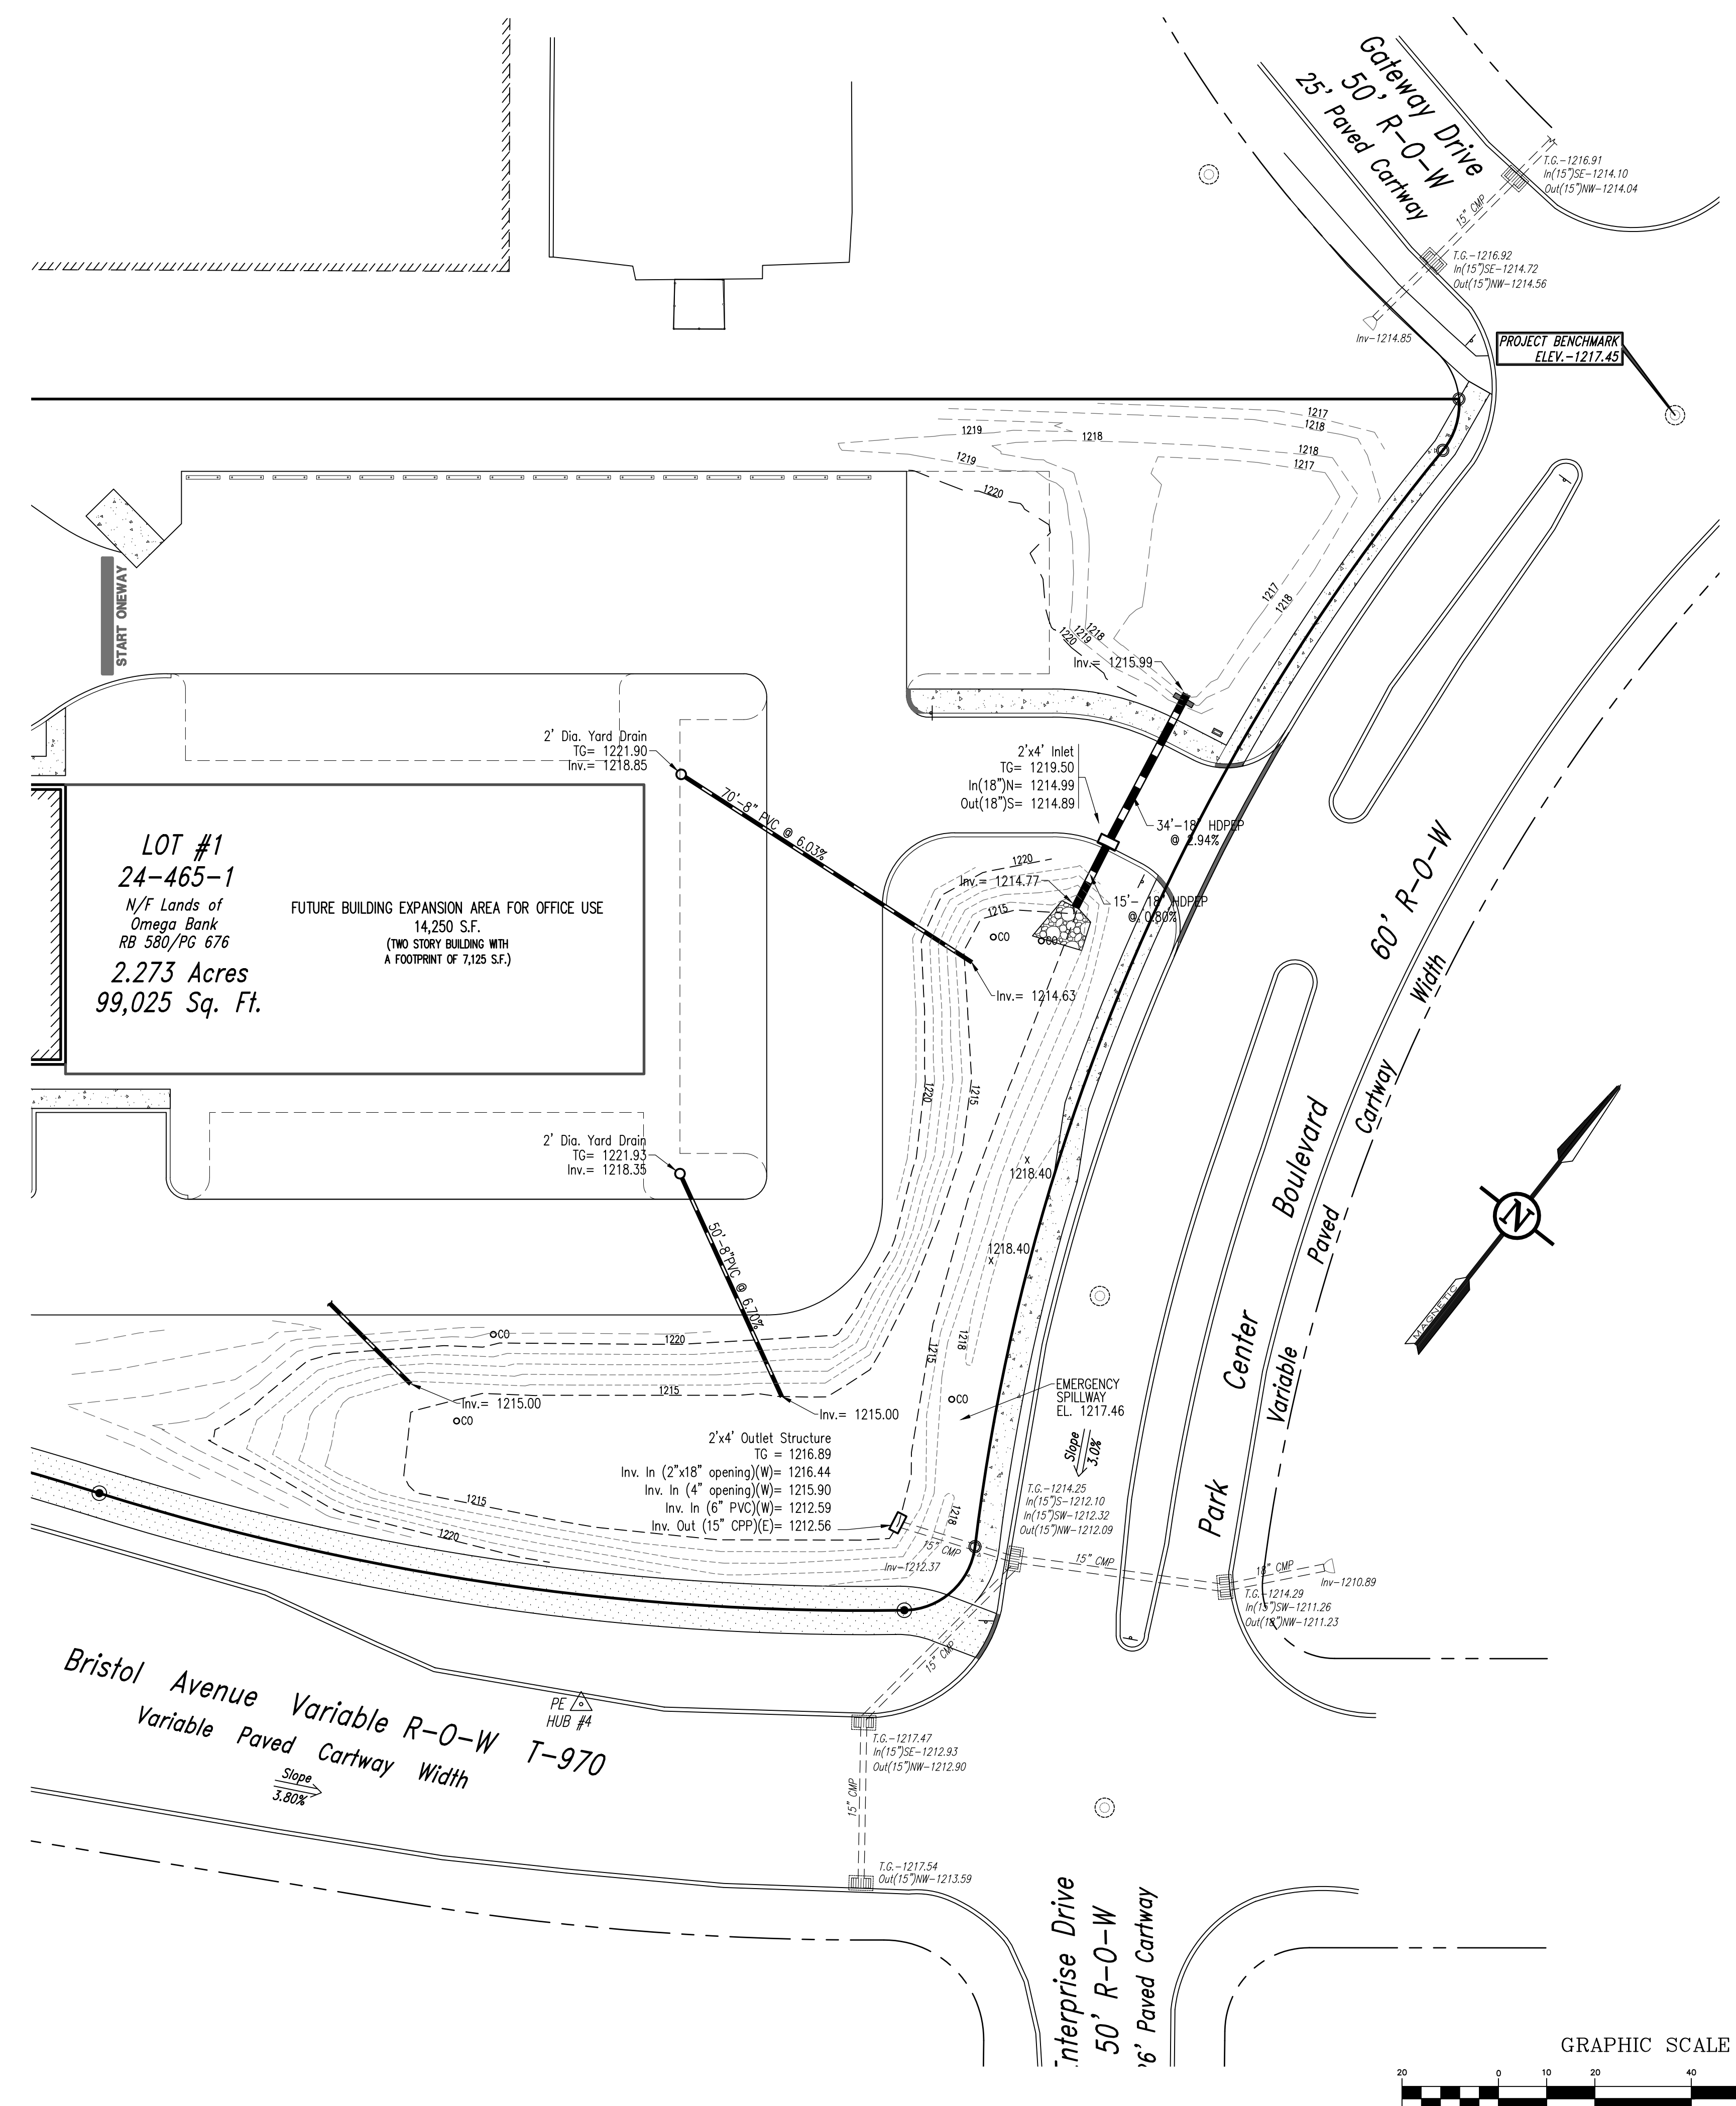 Gateway Drive
50' R-O-W
25' Paved Cartway
T.G.-1216.91
In(15")SE-1214.10
Out(15")NW-1214.04
15" CMP
T.G.-1216.92
In(15")SE-1214.72
Out(15")NW-1214.56
Inv-1214.85
PROJECT BENCHMARK
ELEV.-1217.45
1217
1218
1219
1218
1218
1219
1217
1220
1217
1218
1218
1219
1220
START ONEWAY
Inv.= 1215.99
2' Dia. Yard Drain
TG= 1221.90
Inv.= 1218.85
2'x4' Inlet
TG= 1219.50
In(18")N= 1214.99
Out(18")S= 1214.89
70'-8" PVC @ 6.03%
34'-18" HDPEP
@ 2.94%
LOT #1
24-465-1
N/F Lands of
Omega Bank
RB 580/PG 676
2.273 Acres
99,025 Sq. Ft.
FUTURE BUILDING EXPANSION AREA FOR OFFICE USE
14,250 S.F.
(TWO STORY BUILDING WITH
A FOOTPRINT OF 7,125 S.F.)
1220
Inv.= 1214.77
15'- 18" HDPEP
@ 0.80%
1215
CO
CO
Inv.= 1214.63
60' R-O-W
Park Center Boulevard
Variable Paved Cartway Width
1220
1215
2' Dia. Yard Drain
TG= 1221.93
Inv.= 1218.35
1218.40
1218.40
50'-8"PVC @ 6.70%
N
MAGNETIC
CO
1220
1215
1218
1215
Inv.= 1215.00
CO
Inv.= 1215.00
CO
EMERGENCY
SPILLWAY
EL. 1217.46
Slope
3.0%
2'x4' Outlet Structure
TG = 1216.89
Inv. In (2"x18" opening)(W)= 1216.44
Inv. In (4" opening)(W)= 1215.90
Inv. In (6" PVC)(W)= 1212.59
Inv. Out (15" CPP)(E)= 1212.56
1215
1220
1218
T.G.-1214.25
In(15")S-1212.10
In(15")SW-1212.32
Out(15")NW-1212.09
15" CMP
Inv-1212.37
15" CMP
18" CMP
Inv-1210.89
T.G.-1214.29
In(15")SW-1211.26
Out(18")NW-1211.23
15" CMP
Bristol Avenue Variable R-O-W T-970
Variable Paved Cartway Width
Slope
3.80%
PE
HUB #4
T.G.-1217.47
In(15")SE-1212.93
Out(15")NW-1212.90
15" CMP
T.G.-1217.54
Out(15")NW-1213.59
nterprise Drive
50' R-O-W
6' Paved Cartway
GRAPHIC SCALE
20 0 10 20 40